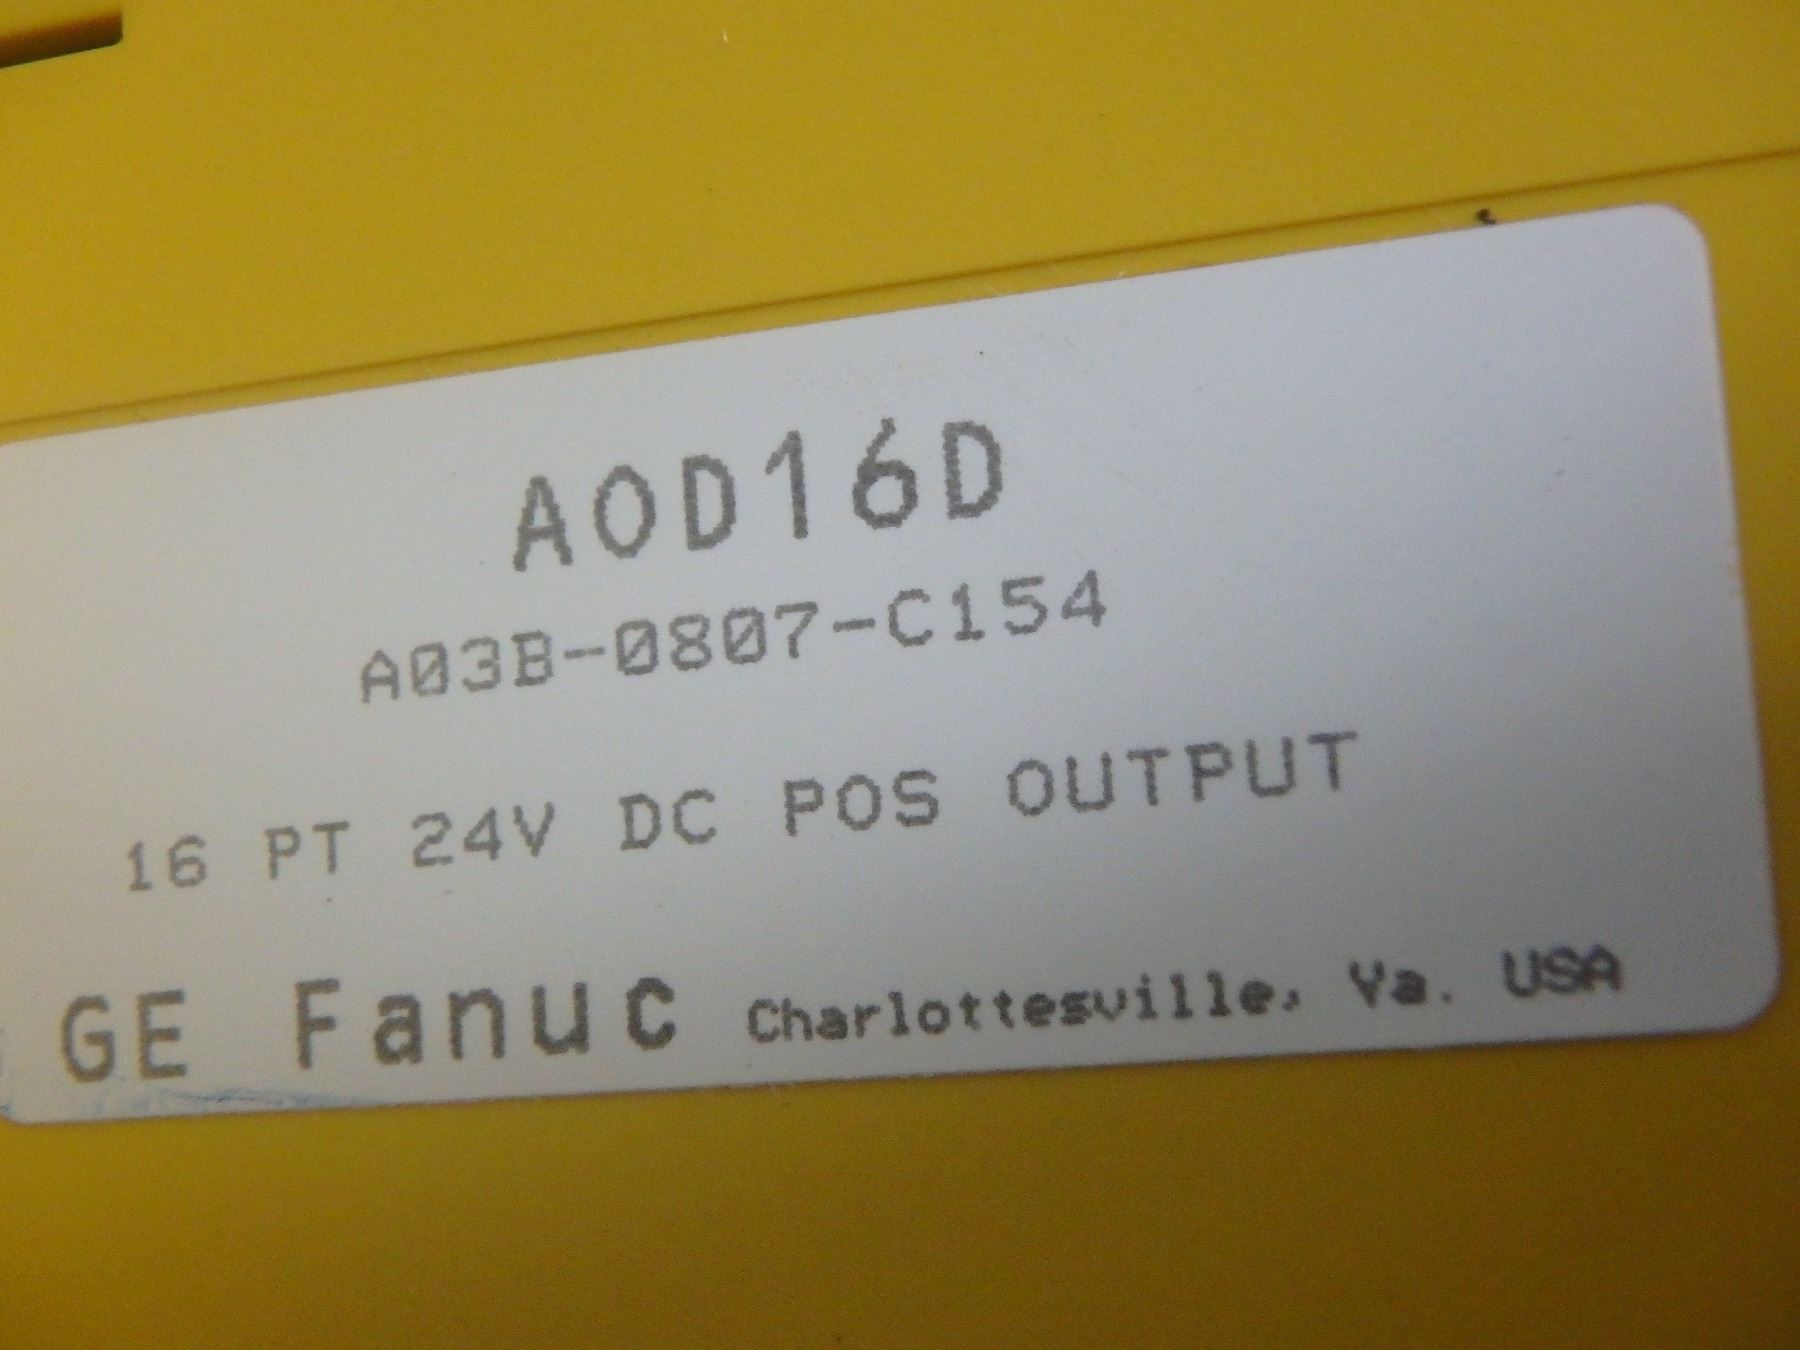 AOD16D
A03B-0807-C154
16 PT 24V DC POS OUTPUT
GE Fanuc Charlottesville, Va. USA